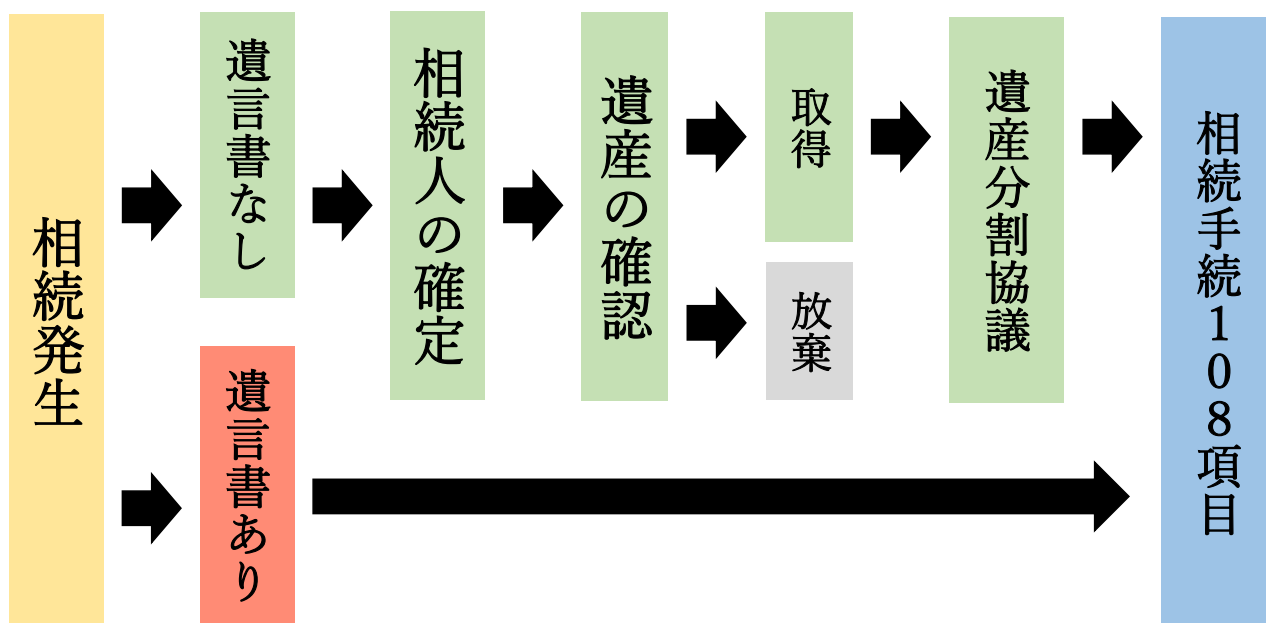 相続発生
遺言書なし
相続人の確定
遺産の確認
取得
放棄
遺産分割協議
遺言書あり
相続手続108項目